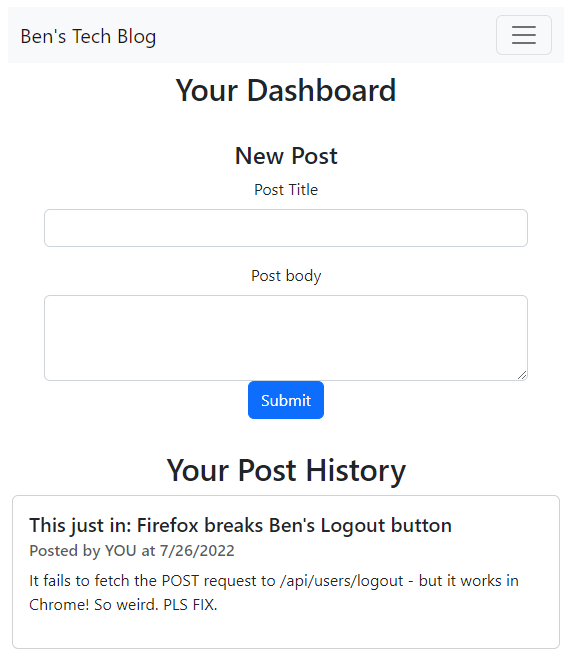 Ben's Tech Blog
Your Dashboard
New Post
Post Title
Post body
Submit
Your Post History
This just in: Firefox breaks Ben's Logout button
Posted by YOU at 7/26/2022
It fails to fetch the POST request to /api/users/logout - but it works in
Chrome! So weird. PLS FIX.